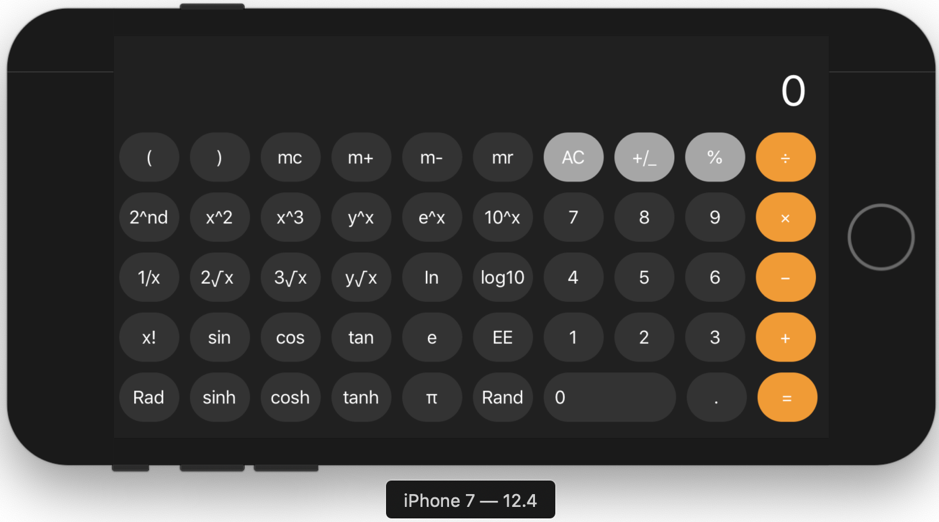 0
( ) mc m+ m- mr AC +/_ % ÷
2^nd x^2 x^3 y^x e^x 10^x 7 8 9 ×
1/x 2√x 3√x y√x ln log10 4 5 6 −
x! sin cos tan e EE 1 2 3 +
Rad sinh cosh tanh π Rand 0 . =
iPhone 7 — 12.4